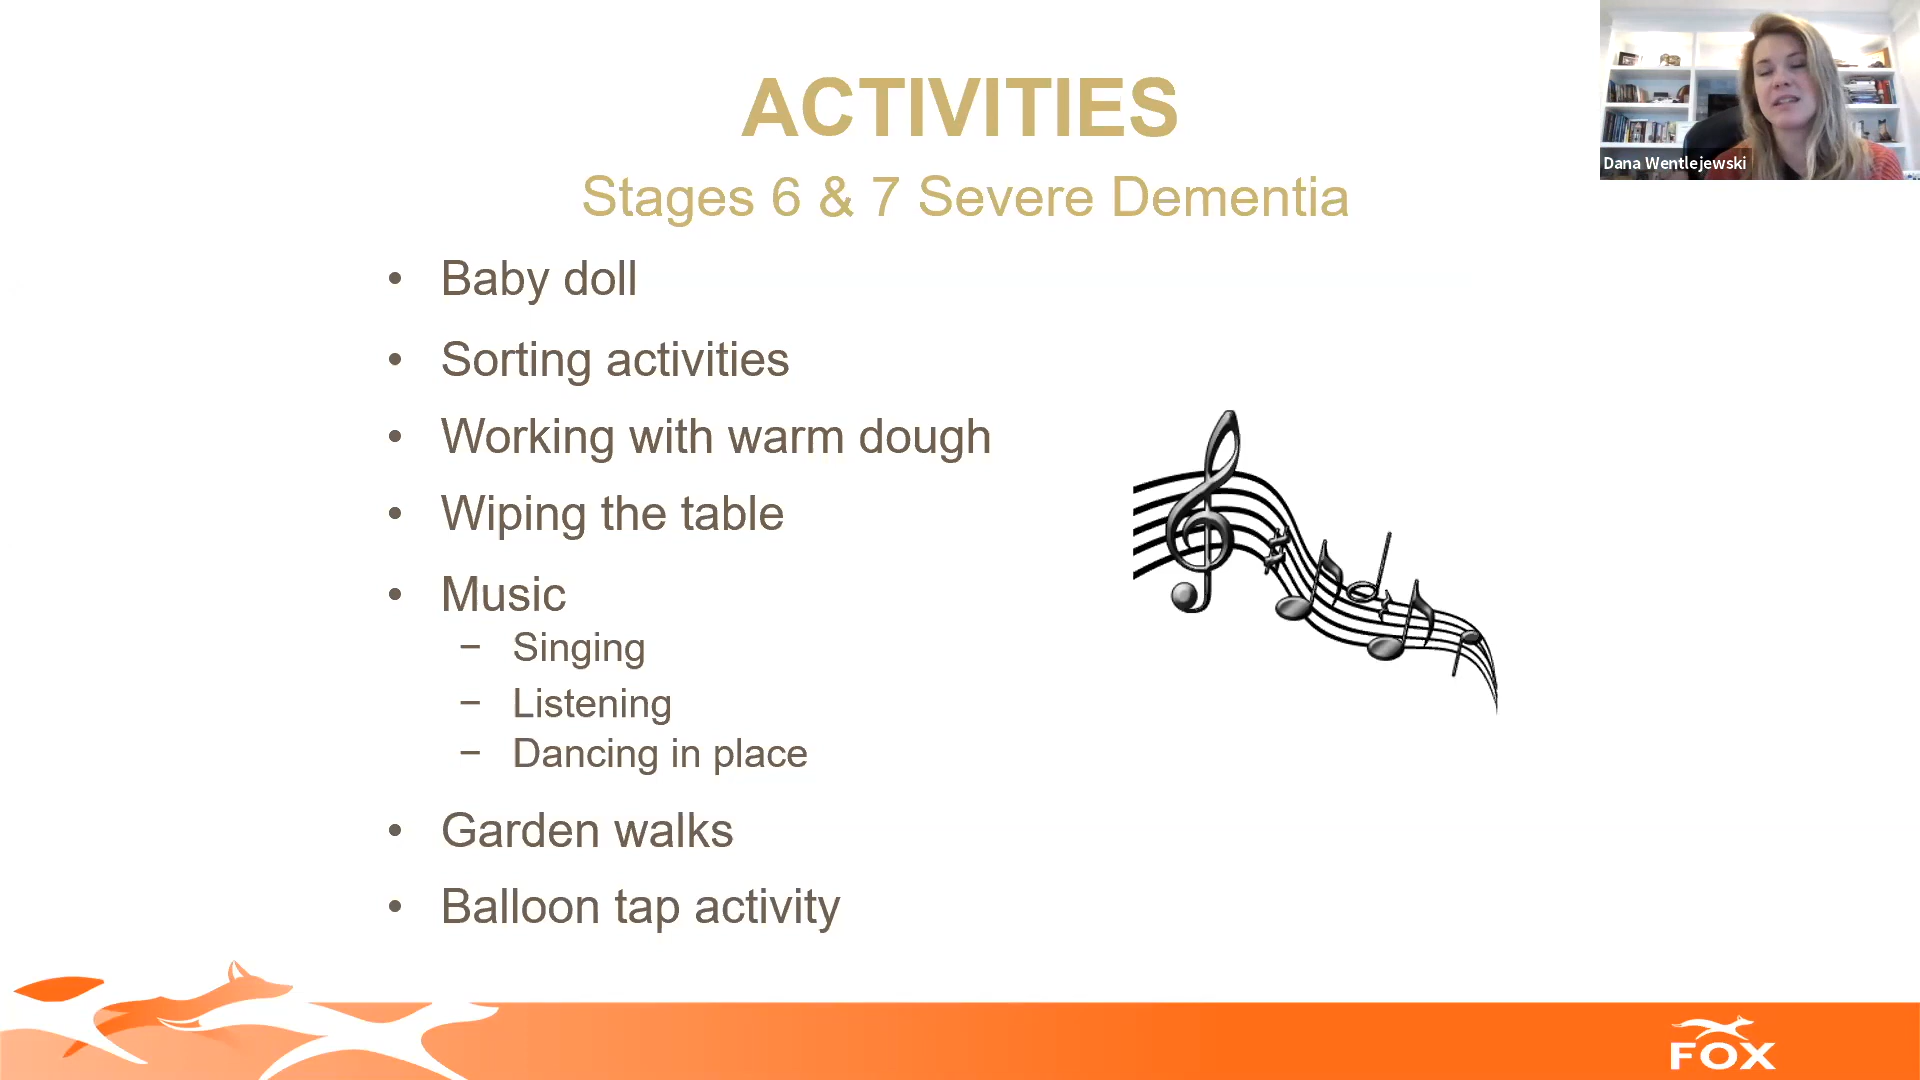 ACTIVITIES
Stages 6 & 7 Severe Dementia
• Baby doll
• Sorting activities
• Working with warm dough
• Wiping the table
• Music
– Singing
– Listening
– Dancing in place
• Garden walks
• Balloon tap activity
Dana Wentlejewski
FOX